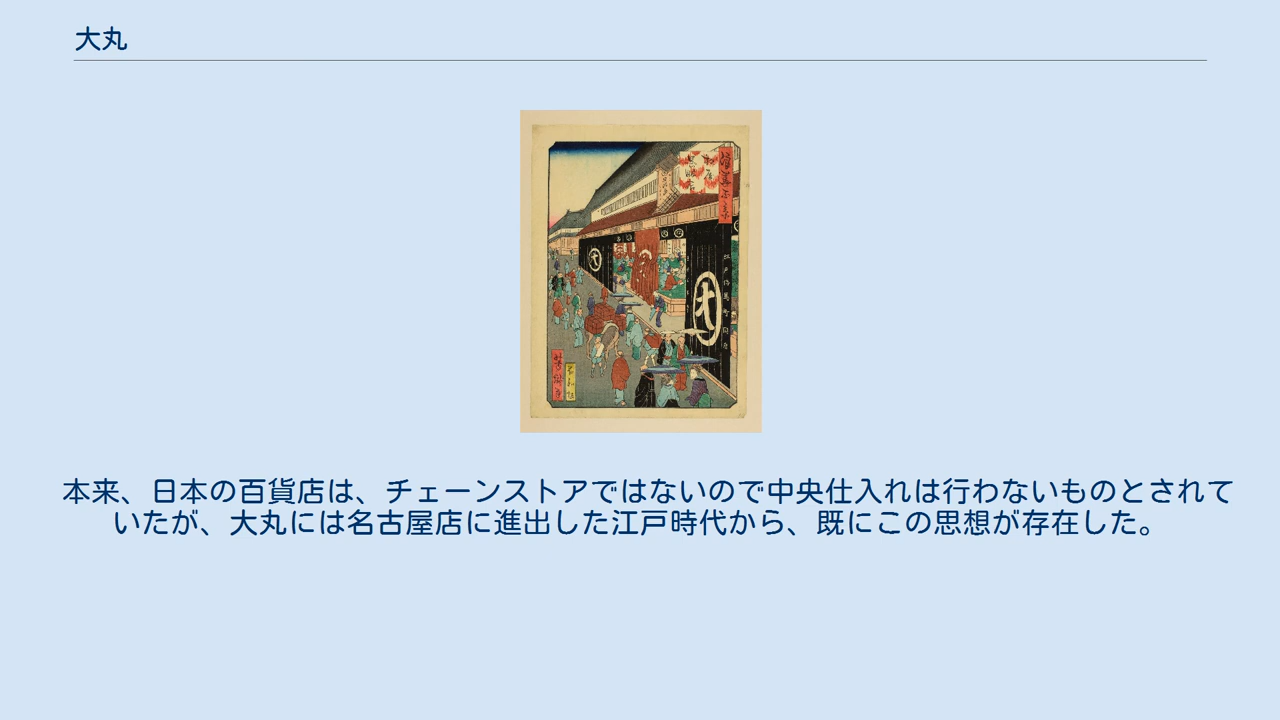 大丸
本来、日本の百貨店は、チェーンストアではないので中央仕入れは行わないものとされて
いたが、大丸には名古屋店に進出した江戸時代から、既にこの思想が存在した。